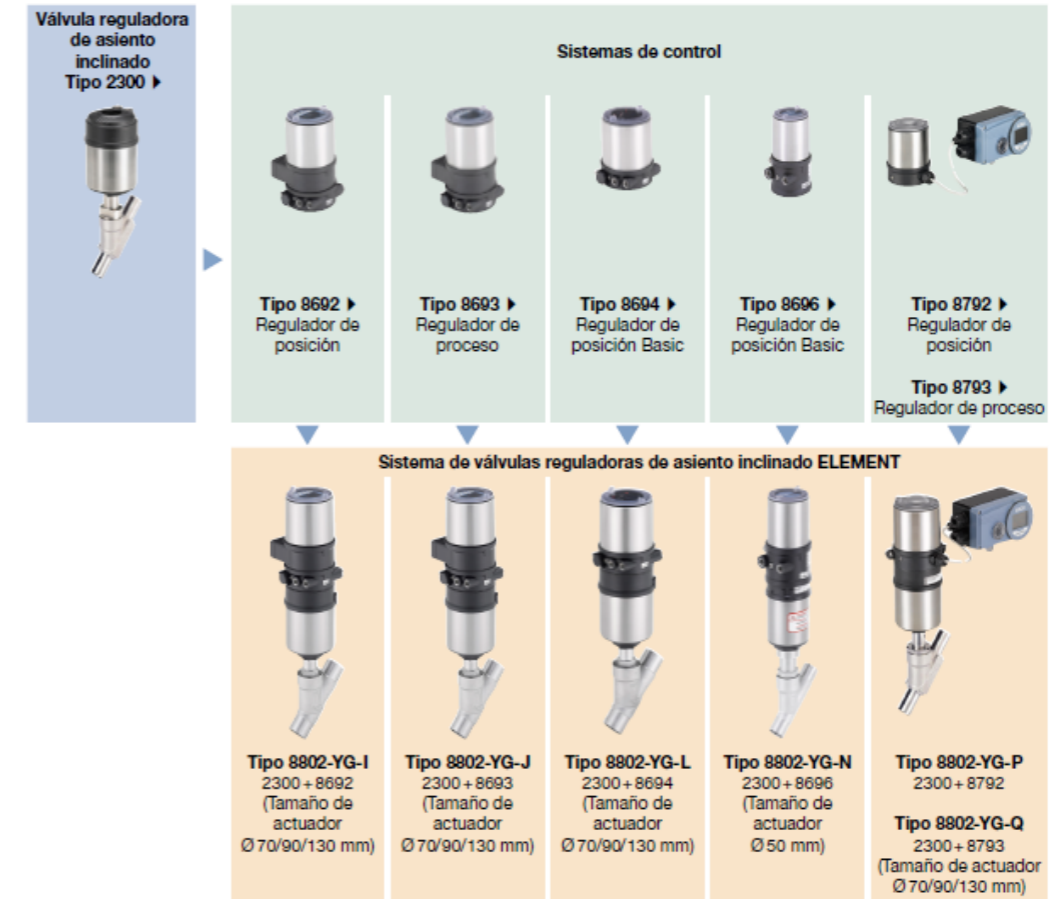 Válvula reguladora
de asiento
inclinado
Tipo 2300 ▶
Sistemas de control
Tipo 8692 ▶
Regulador de
posición
Tipo 8693 ▶
Regulador de
proceso
Tipo 8694 ▶
Regulador de
posición Basic
Tipo 8696 ▶
Regulador de
posición Basic
Tipo 8792 ▶
Regulador de
posición
Tipo 8793 ▶
Regulador de proceso
Sistema de válvulas reguladoras de asiento inclinado ELEMENT
Tipo 8802-YG-I
2300+8692
(Tamaño de
actuador
Ø 70/90/130 mm)
Tipo 8802-YG-J
2300+8693
(Tamaño de
actuador
Ø 70/90/130 mm)
Tipo 8802-YG-L
2300+8694
(Tamaño de
actuador
Ø 70/90/130 mm)
Tipo 8802-YG-N
2300+8696
(Tamaño de
actuador
Ø 50 mm)
Tipo 8802-YG-P
2300+8792
Tipo 8802-YG-Q
2300+8793
(Tamaño de actuador
Ø 70/90/130 mm)